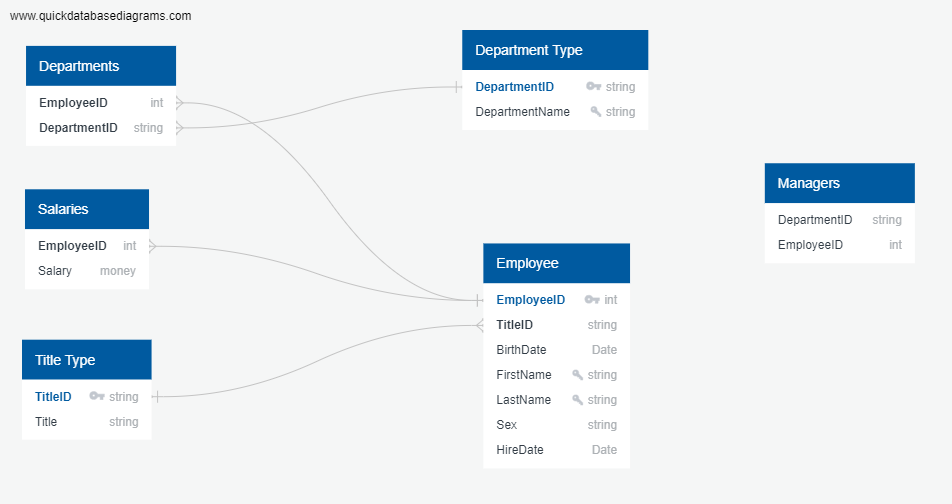 www.quickdatabasediagrams.com
Departments
EmployeeID int
DepartmentID string
Department Type
DepartmentID string
DepartmentName string
Managers
DepartmentID string
EmployeeID int
Salaries
EmployeeID int
Salary money
Employee
EmployeeID int
TitleID string
BirthDate Date
FirstName string
LastName string
Sex string
HireDate Date
Title Type
TitleID string
Title string